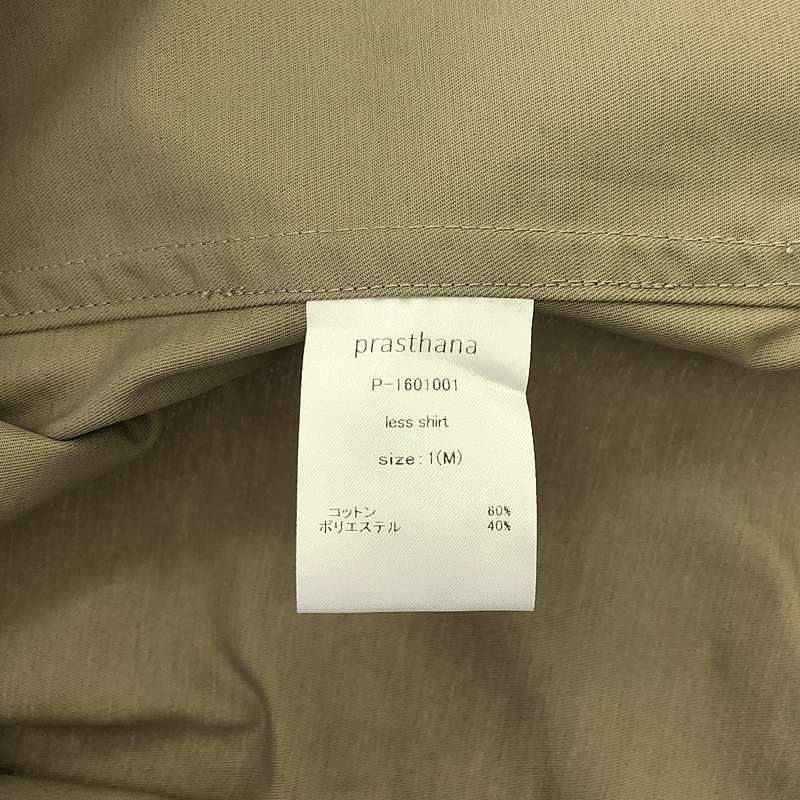 prasthana
P-1601001
less shirt
size:1(M)
コットン 60%
ポリエステル 40%